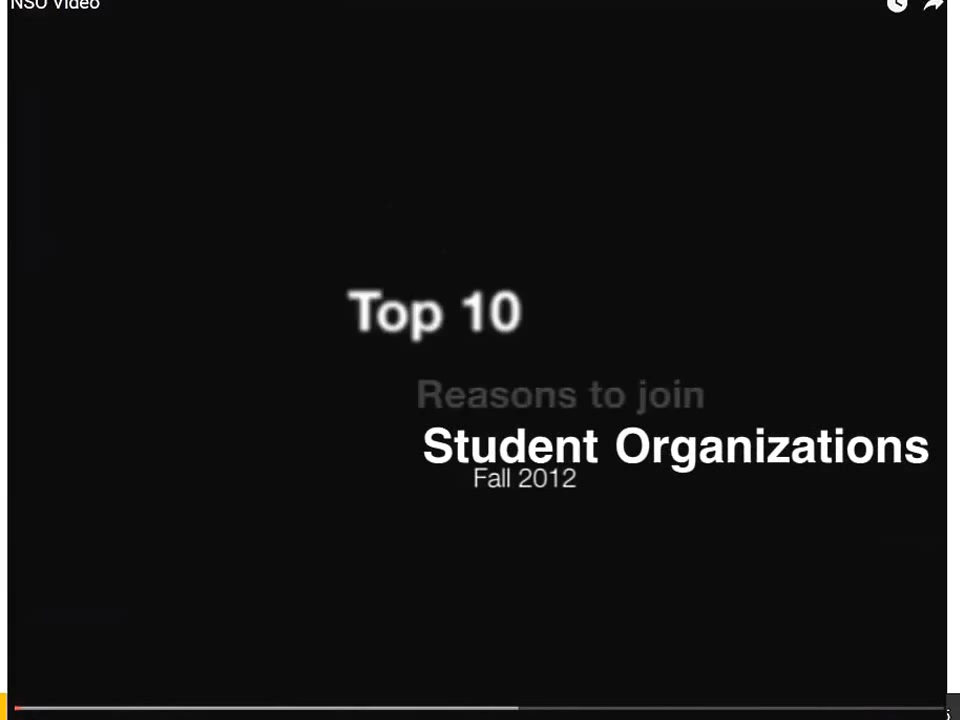 NSO Video
Top 10
Reasons to join
Student Organizations
Fall 2012